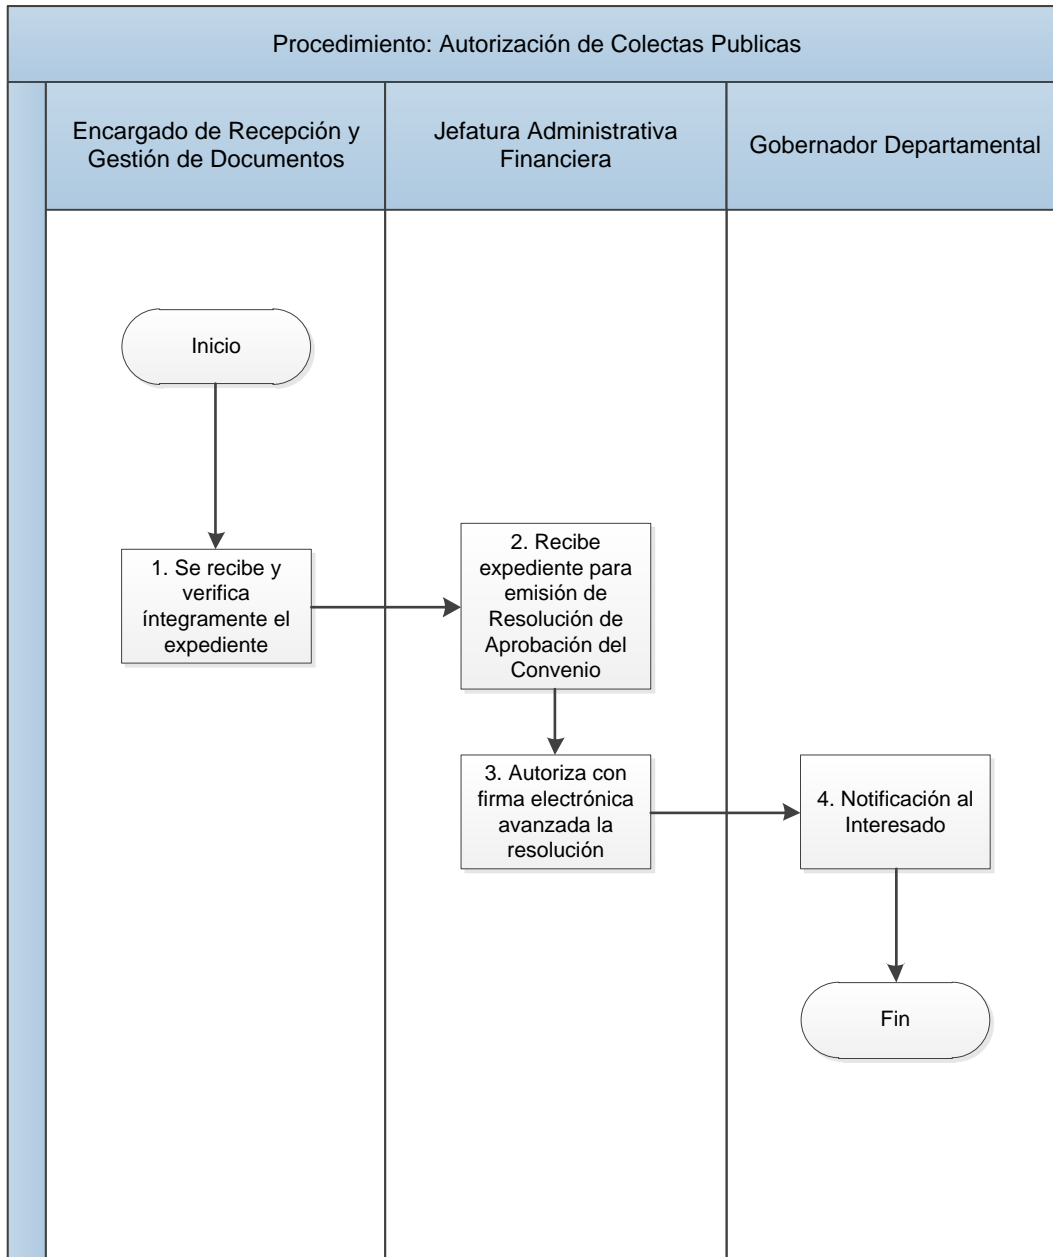 Procedimiento: Autorización de Colectas Publicas
Encargado de Recepción y
Gestión de Documentos
Jefatura Administrativa
Financiera
Gobernador Departamental
Inicio
1. Se recibe y
verifica
íntegramente el
expediente
2. Recibe
expediente para
emisión de
Resolución de
Aprobación del
Convenio
3. Autoriza con
firma electrónica
avanzada la
resolución
4. Notificación al
Interesado
Fin